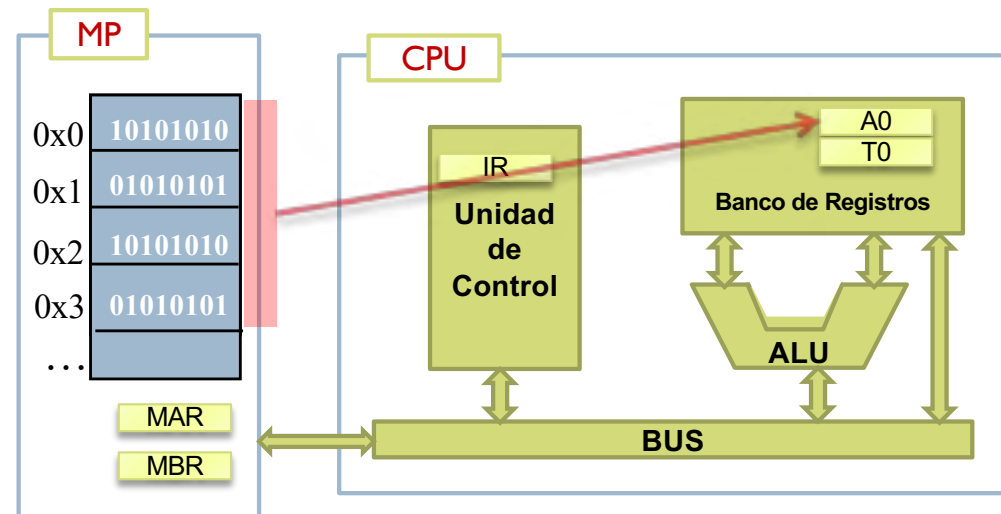 MP
0x0 10101010
0x1 01010101
0x2 10101010
0x3 01010101
…
MAR
MBR
CPU
IR
Unidad
de
Control
A0
T0
Banco de Registros
ALU
BUS